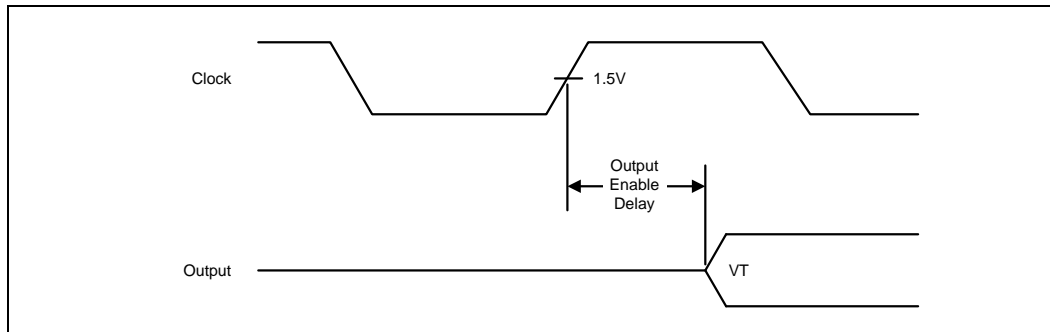 Clock
1.5V
Output
Enable
Delay
Output
VT